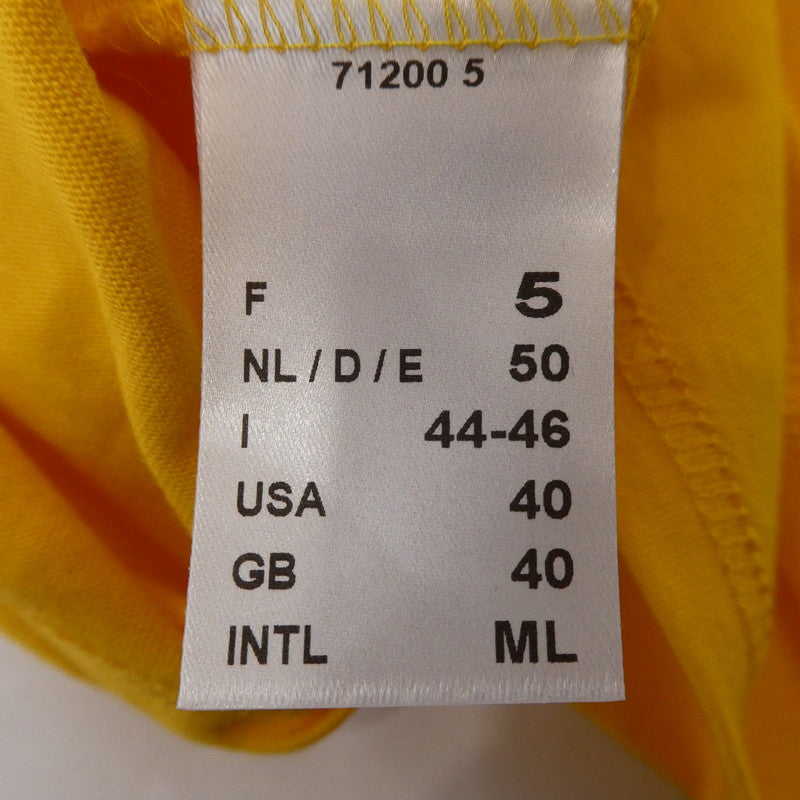 71200 5
F 5
NL / D / E 50
I 44-46
USA 40
GB 40
INTL ML